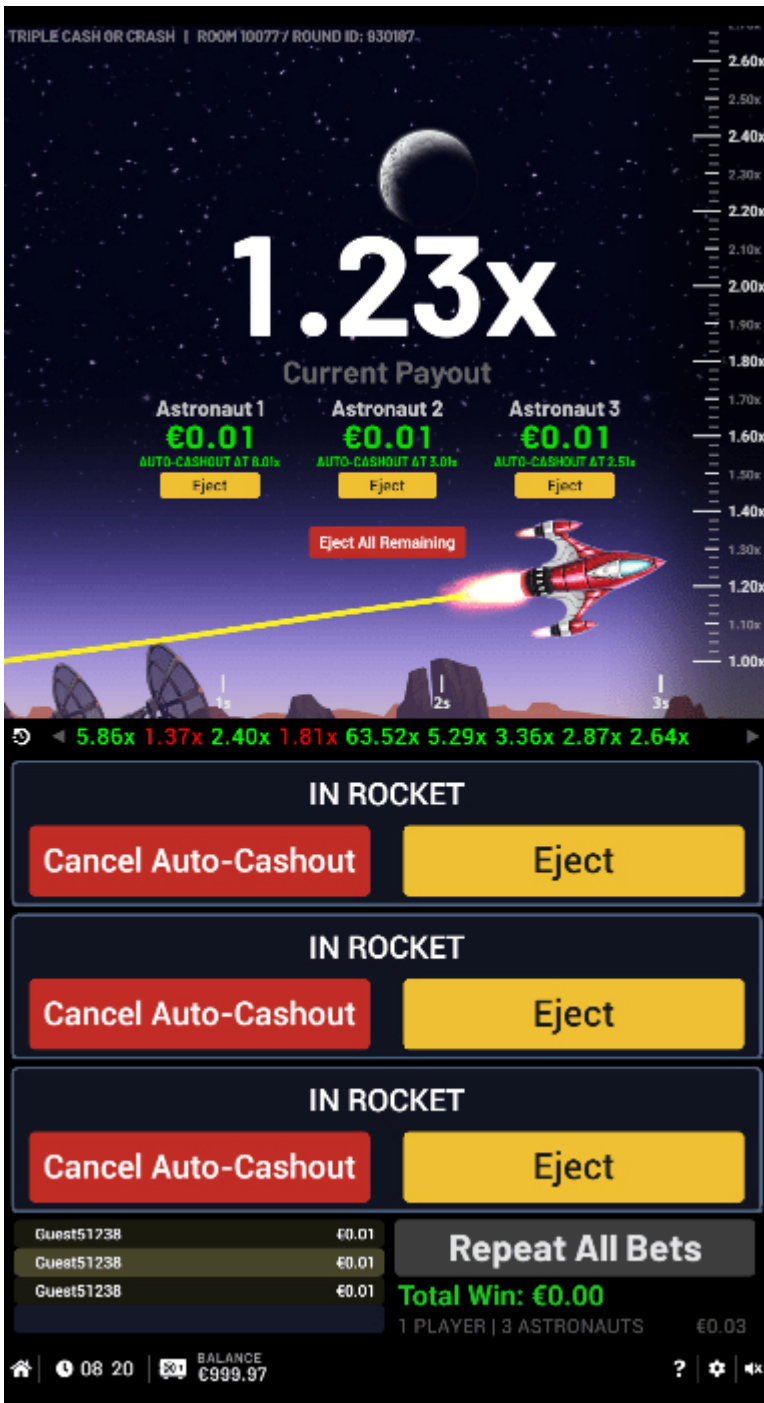 TRIPLE CASH OR CRASH | ROOM 10077 / ROUND ID: 930187
2.60x
2.50x
2.40x
2.30x
2.20x
2.10x
2.00x
1.90x
1.80x
1.70x
1.60x
1.50x
1.40x
1.30x
1.20x
1.10x
1.00x
1.23x
Current Payout
Astronaut 1 Astronaut 2 Astronaut 3
€0.01 €0.01 €0.01
AUTO-CASHOUT AT 8.01x AUTO-CASHOUT AT 3.01x AUTO-CASHOUT AT 2.51x
Eject Eject Eject
Eject All Remaining
1s 2s 3s
5.86x 1.37x 2.40x 1.81x 63.52x 5.29x 3.36x 2.87x 2.64x
IN ROCKET
Cancel Auto-Cashout Eject
IN ROCKET
Cancel Auto-Cashout Eject
IN ROCKET
Cancel Auto-Cashout Eject
Guest51238 €0.01
Guest51238 €0.01
Guest51238 €0.01
Repeat All Bets
Total Win: €0.00
1 PLAYER | 3 ASTRONAUTS €0.03
08 20
BALANCE
€999.97
?